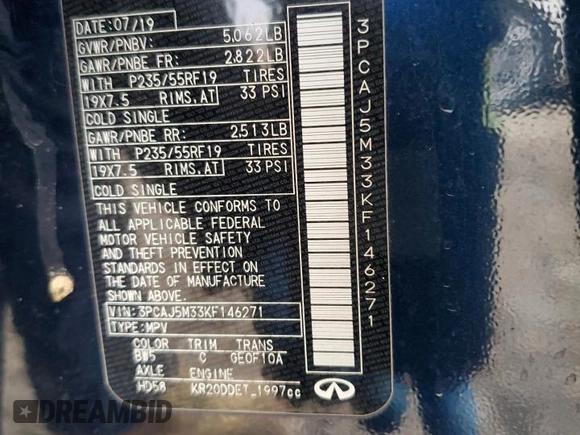 DATE: 07/19
GVWR/PNBV: 5,062LB
GAWR/PNBE FR: 2,822LB
WITH P235/55RF19 TIRES
19X7.5 RIMS.AT 33 PSI
COLD SINGLE
GAWR/PNBE RR: 2,513LB
WITH P235/55RF19 TIRES
19X7.5 RIMS.AT 33 PSI
COLD SINGLE
THIS VEHICLE CONFORMS TO
ALL APPLICABLE FEDERAL
MOTOR VEHICLE SAFETY
AND THEFT PREVENTION
STANDARDS IN EFFECT ON
THE DATE OF MANUFACTURE
SHOWN ABOVE.
VIN: 3PCAJ5M33KF146271
TYPE: MPV
COLOR TRIM TRANS
BW5 C GE0F10A
AXLE ENGINE
HD58 KR20DDET_1997cc
3PCAJ5M33KF146271
INFINITI
DREAMBID